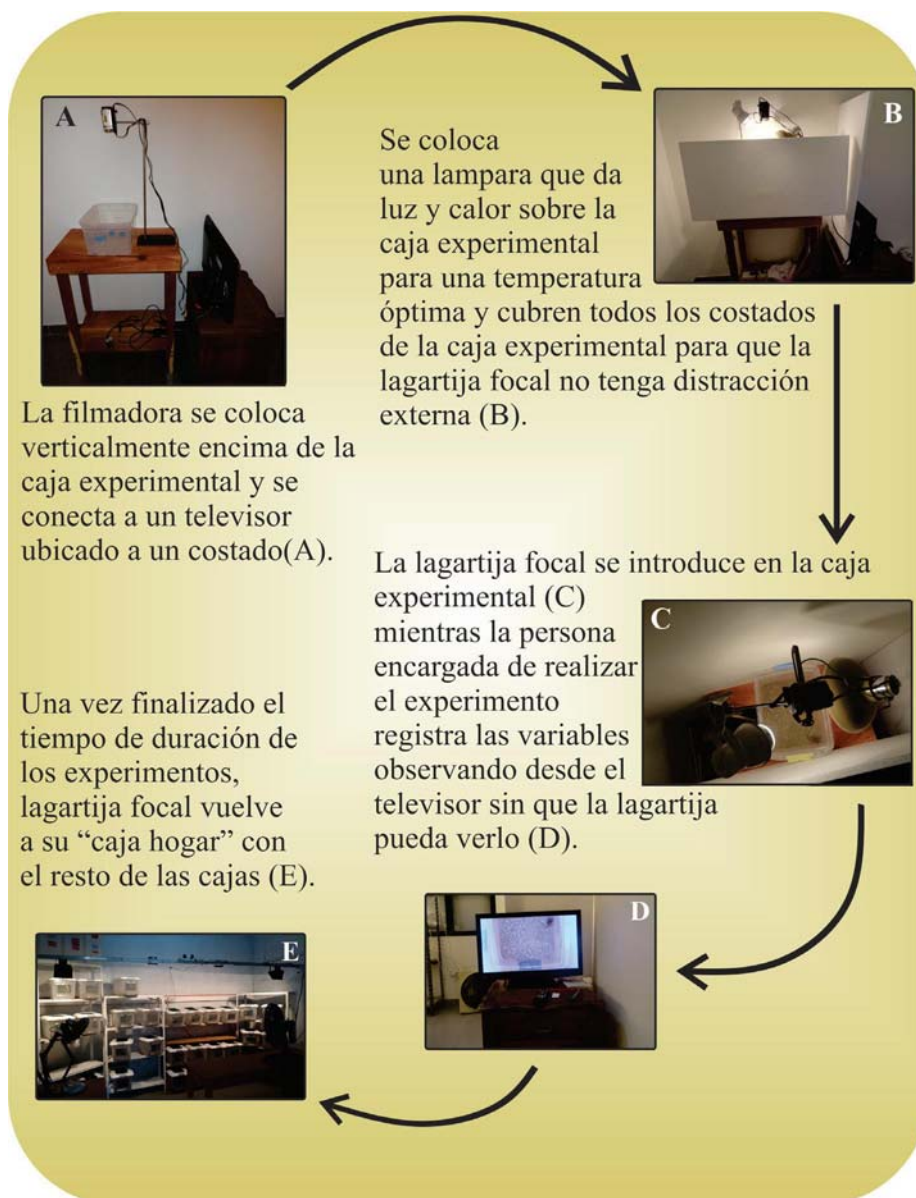 A
La filmadora se coloca
verticalmente encima de la
caja experimental y se
conecta a un televisor
ubicado a un costado(A).
B
Se coloca
una lampara que da
luz y calor sobre la
caja experimental
para una temperatura
óptima y cubren todos los costados
de la caja experimental para que la
lagartija focal no tenga distracción
externa (B).
La lagartija focal se introduce en la caja
experimental (C)
mientras la persona
encargada de realizar
el experimento
registra las variables
observando desde el
televisor sin que la lagartija
pueda verlo (D).
C
D
Una vez finalizado el
tiempo de duración de
los experimentos,
lagartija focal vuelve
a su “caja hogar” con
el resto de las cajas (E).
E